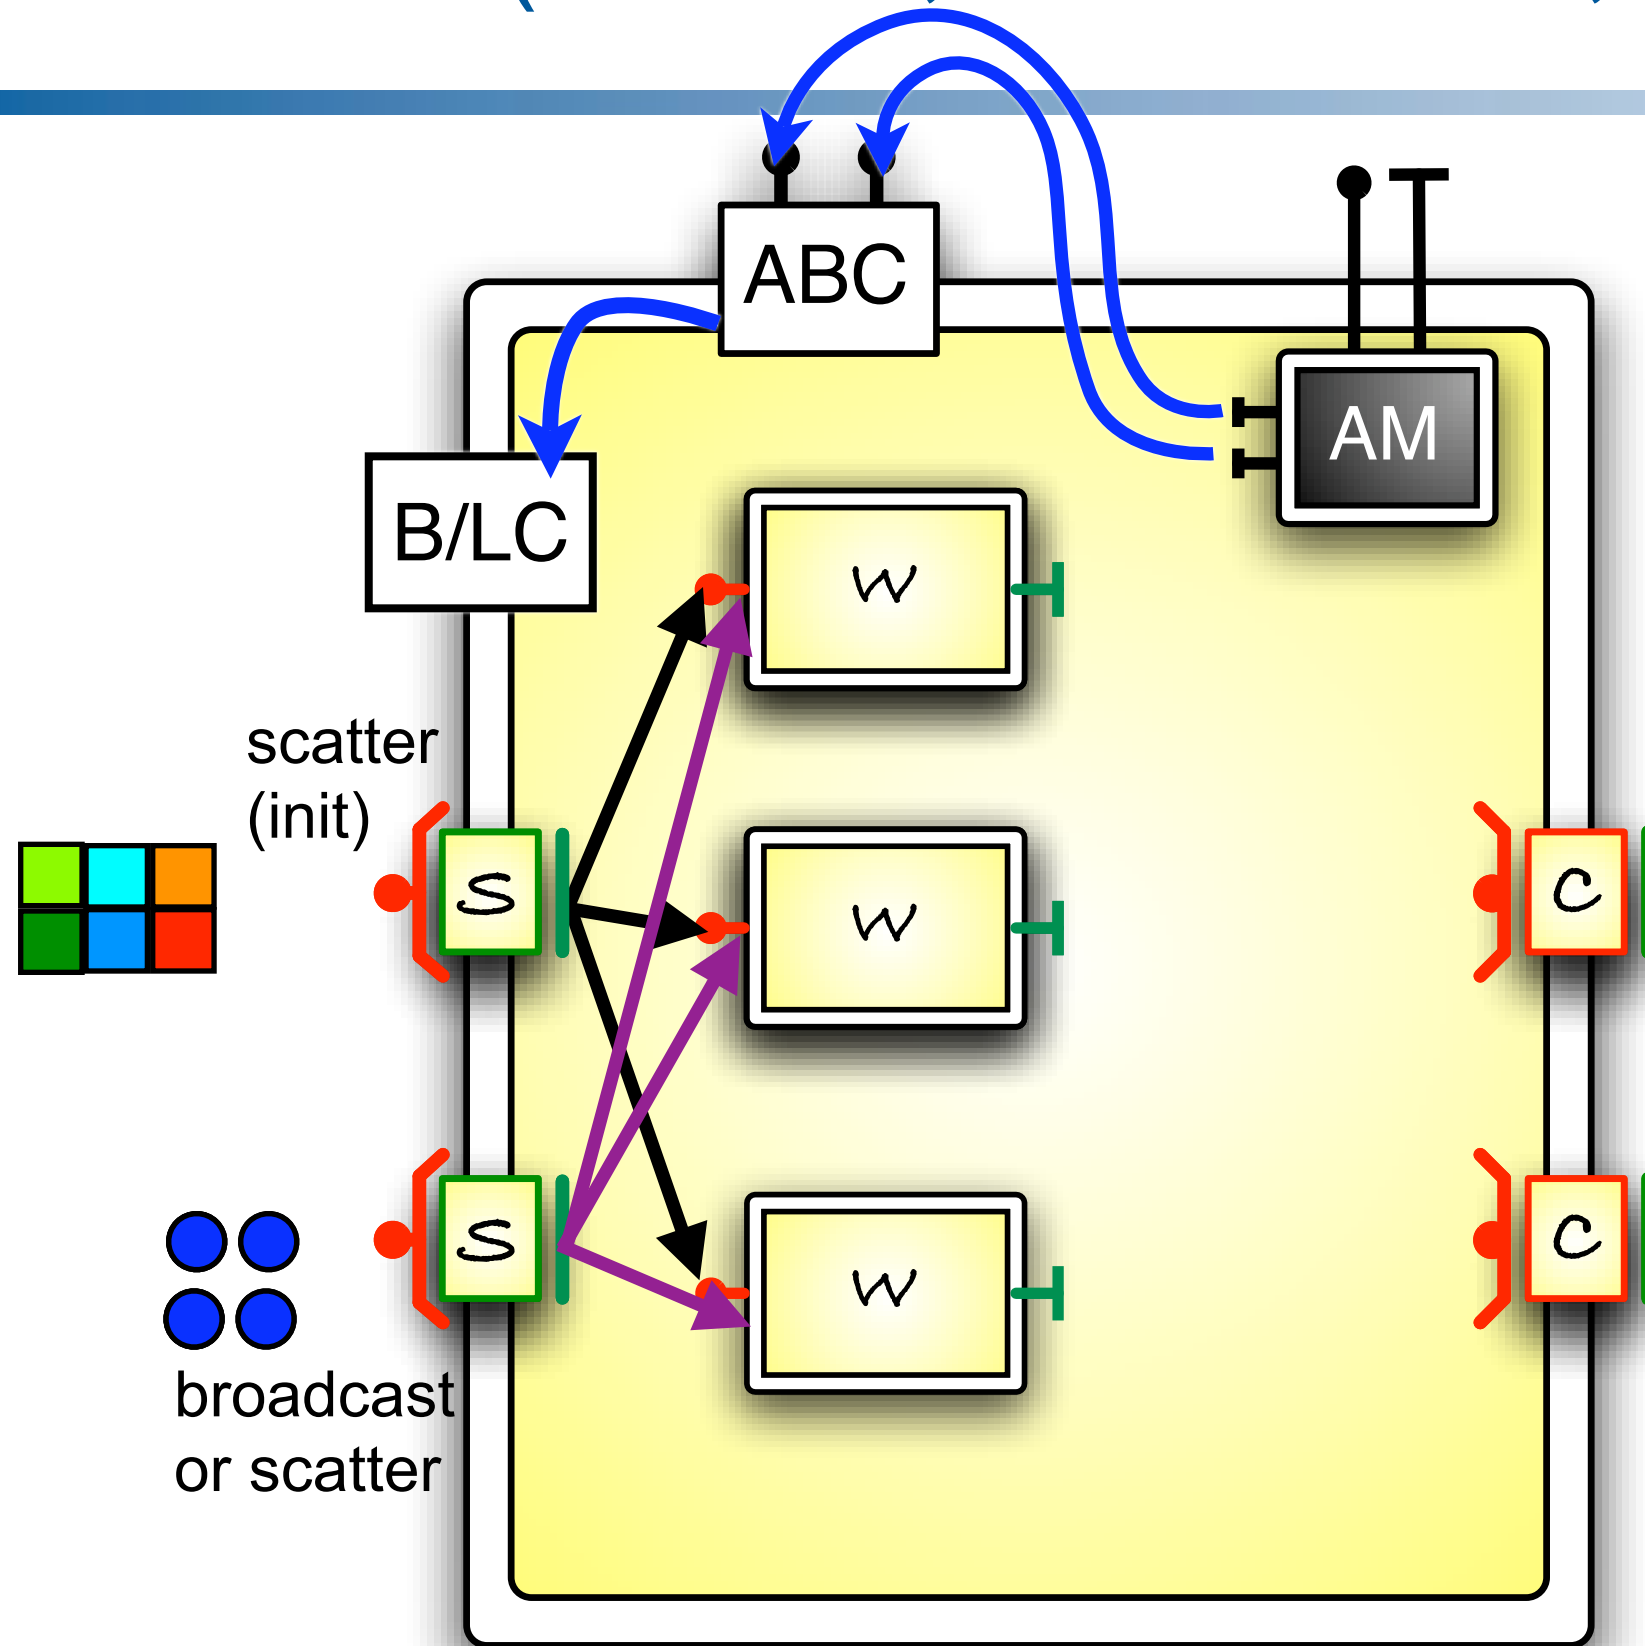 ABC
AM
B/LC
W
scatter
(init)
S
W
C
S
W
C
broadcast
or scatter